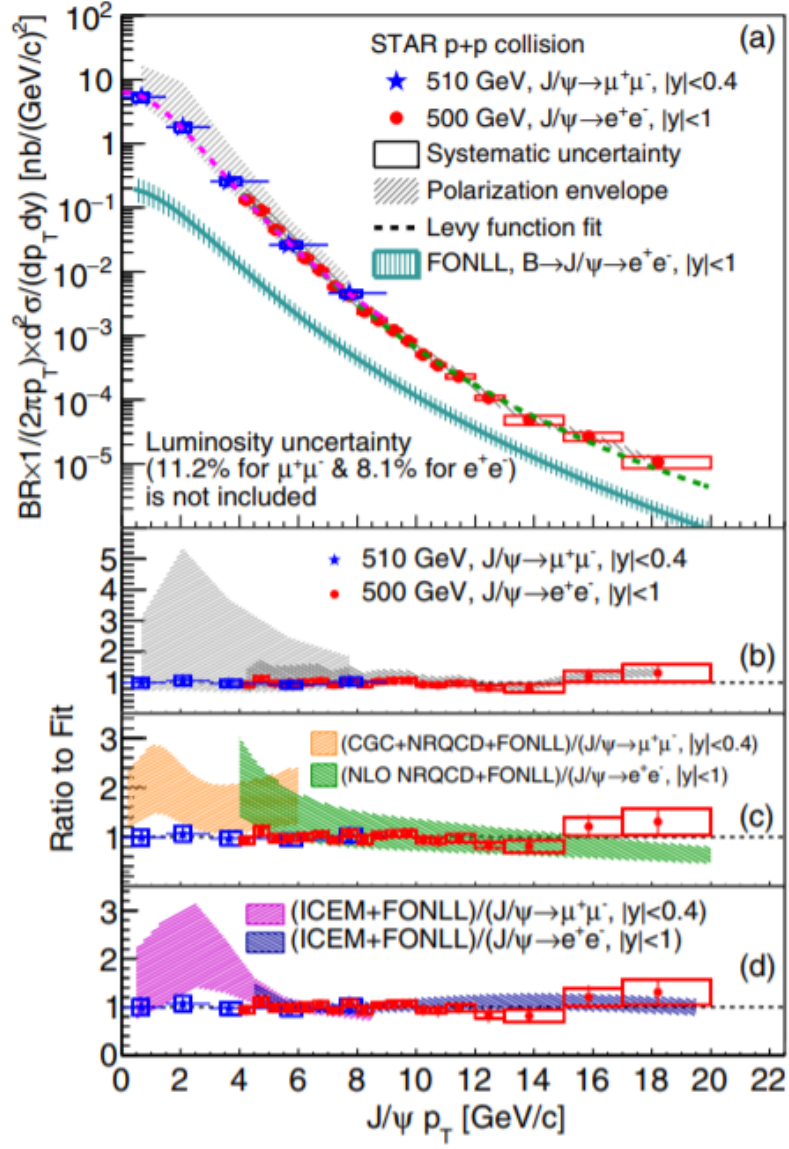 10²
10
1
10⁻¹
10⁻²
10⁻³
10⁻⁴
10⁻⁵
BR×1/(2πp_T)×d²σ/(dp_T dy) [nb/(GeV/c)²]
(a)
STAR p+p collision
510 GeV, J/ψ→μ⁺μ⁻, |y|<0.4
500 GeV, J/ψ→e⁺e⁻, |y|<1
Systematic uncertainty
Polarization envelope
Levy function fit
FONLL, B→J/ψ→e⁺e⁻, |y|<1
Luminosity uncertainty
(11.2% for μ⁺μ⁻ & 8.1% for e⁺e⁻)
is not included
5
4
3
2
1
510 GeV, J/ψ→μ⁺μ⁻, |y|<0.4
500 GeV, J/ψ→e⁺e⁻, |y|<1
(b)
Ratio to Fit
3
2
1
(CGC+NRQCD+FONLL)/(J/ψ→μ⁺μ⁻, |y|<0.4)
(NLO NRQCD+FONLL)/(J/ψ→e⁺e⁻, |y|<1)
(c)
3
2
1
0
(ICEM+FONLL)/(J/ψ→μ⁺μ⁻, |y|<0.4)
(ICEM+FONLL)/(J/ψ→e⁺e⁻, |y|<1)
(d)
0 2 4 6 8 10 12 14 16 18 20 22
J/ψ p_T [GeV/c]